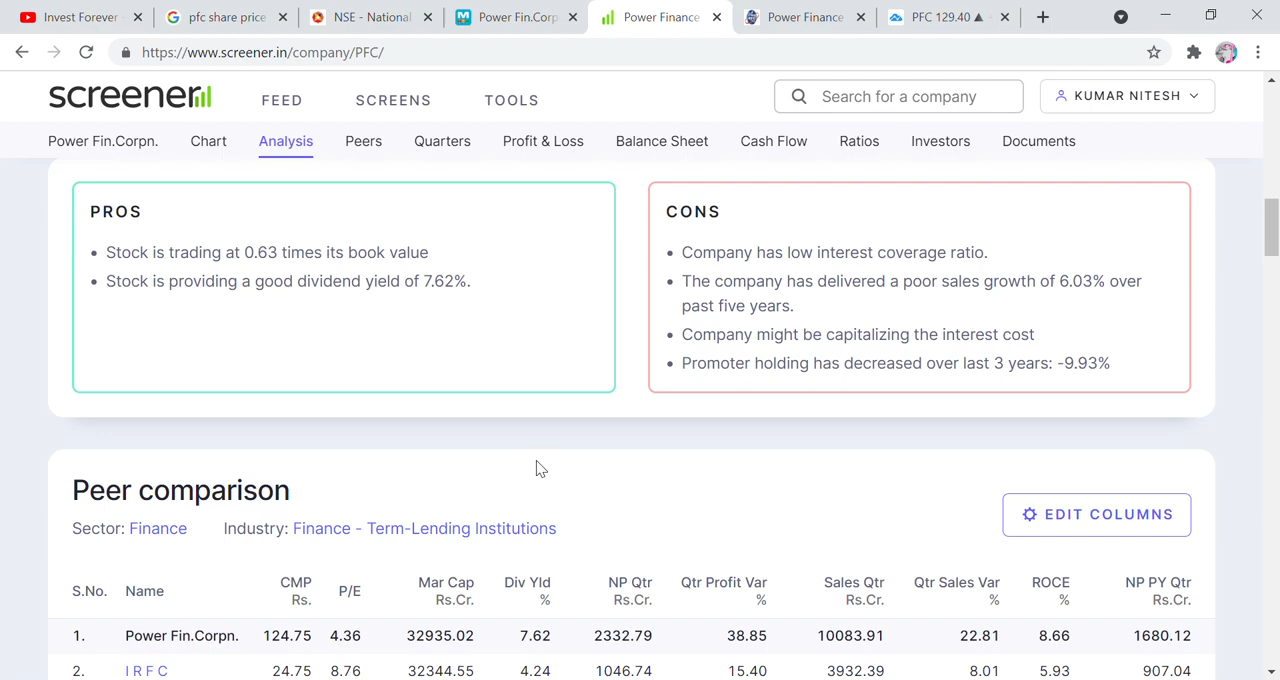 Invest Forever
pfc share price
NSE - National
Power Fin.Corp
Power Finance
Power Finance
PFC 129.40 ▲
https://www.screener.in/company/PFC/
screener
FEED
SCREENS
TOOLS
Search for a company
KUMAR NITESH
Power Fin.Corpn.
Chart
Analysis
Peers
Quarters
Profit & Loss
Balance Sheet
Cash Flow
Ratios
Investors
Documents
PROS
• Stock is trading at 0.63 times its book value
• Stock is providing a good dividend yield of 7.62%.
CONS
• Company has low interest coverage ratio.
• The company has delivered a poor sales growth of 6.03% over
past five years.
• Company might be capitalizing the interest cost
• Promoter holding has decreased over last 3 years: -9.93%
Peer comparison
Sector: Finance Industry: Finance - Term-Lending Institutions
EDIT COLUMNS
S.No. Name CMP Rs. P/E Mar Cap Rs.Cr. Div Yld % NP Qtr Rs.Cr. Qtr Profit Var % Sales Qtr Rs.Cr. Qtr Sales Var % ROCE % NP PY Qtr Rs.Cr.
1. Power Fin.Corpn. 124.75 4.36 32935.02 7.62 2332.79 38.85 10083.91 22.81 8.66 1680.12
2. I R F C 24.75 8.76 32344.55 4.24 1046.74 15.40 3932.39 8.01 5.93 907.04